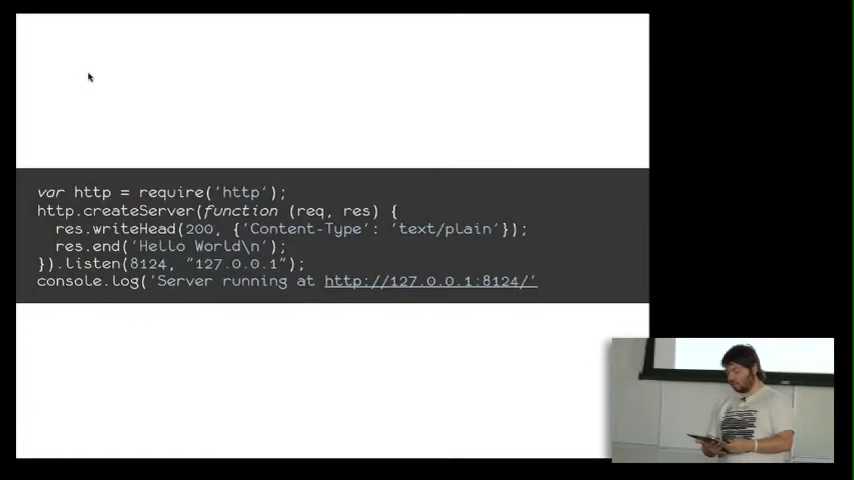 var http = require('http');
http.createServer(function (req, res) {
res.writeHead(200, {'Content-Type': 'text/plain'});
res.end('Hello World\n');
}).listen(8124, "127.0.0.1");
console.log('Server running at http://127.0.0.1:8124/'